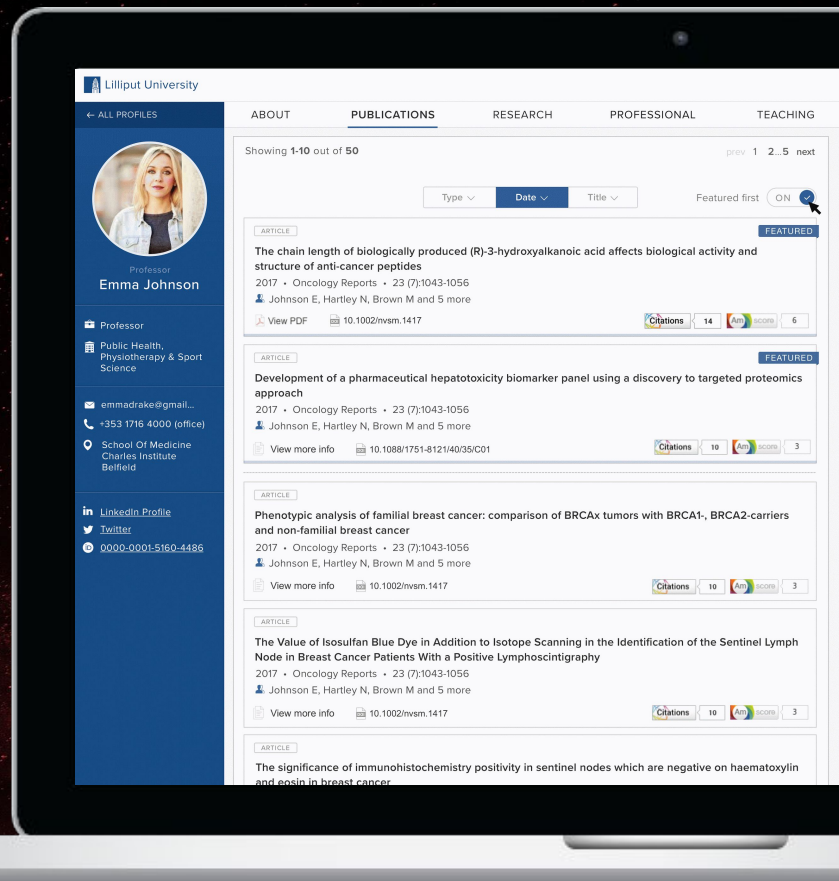 Lilliput University
← ALL PROFILES
ABOUT
PUBLICATIONS
RESEARCH
PROFESSIONAL
TEACHING
Professor
Emma Johnson
Professor
Public Health,
Physiotherapy & Sport
Science
emmadrake@gmail...
+353 1716 4000 (office)
School Of Medicine
Charles Institute
Belfield
LinkedIn Profile
Twitter
0000-0001-5160-4486
Showing 1-10 out of 50
prev 1 2...5 next
Type
Date
Title
Featured first ON
ARTICLE
FEATURED
The chain length of biologically produced (R)-3-hydroxyalkanoic acid affects biological activity and
structure of anti-cancer peptides
2017 • Oncology Reports • 23 (7):1043-1056
Johnson E, Hartley N, Brown M and 5 more
View PDF 10.1002/nvsm.1417 Citations 14 Am score 6
ARTICLE
FEATURED
Development of a pharmaceutical hepatotoxicity biomarker panel using a discovery to targeted proteomics
approach
2017 • Oncology Reports • 23 (7):1043-1056
Johnson E, Hartley N, Brown M and 5 more
View more info 10.1088/1751-8121/40/35/C01 Citations 10 Am score 3
ARTICLE
Phenotypic analysis of familial breast cancer: comparison of BRCAx tumors with BRCA1-, BRCA2-carriers
and non-familial breast cancer
2017 • Oncology Reports • 23 (7):1043-1056
Johnson E, Hartley N, Brown M and 5 more
View more info 10.1002/nvsm.1417 Citations 10 Am score 3
ARTICLE
The Value of Isosulfan Blue Dye in Addition to Isotope Scanning in the Identification of the Sentinel Lymph
Node in Breast Cancer Patients With a Positive Lymphoscintigraphy
2017 • Oncology Reports • 23 (7):1043-1056
Johnson E, Hartley N, Brown M and 5 more
View more info 10.1002/nvsm.1417 Citations 10 Am score 3
ARTICLE
The significance of immunohistochemistry positivity in sentinel nodes which are negative on haematoxylin
and eosin in breast cancer